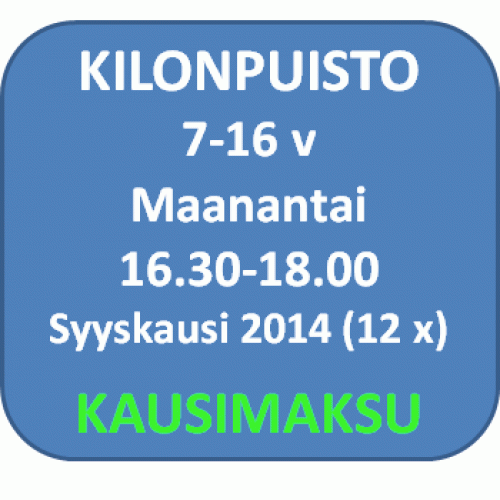 KILONPUISTO
7-16 v
Maanantai
16.30-18.00
Syyskausi 2014 (12 x)
KAUSIMAKSU